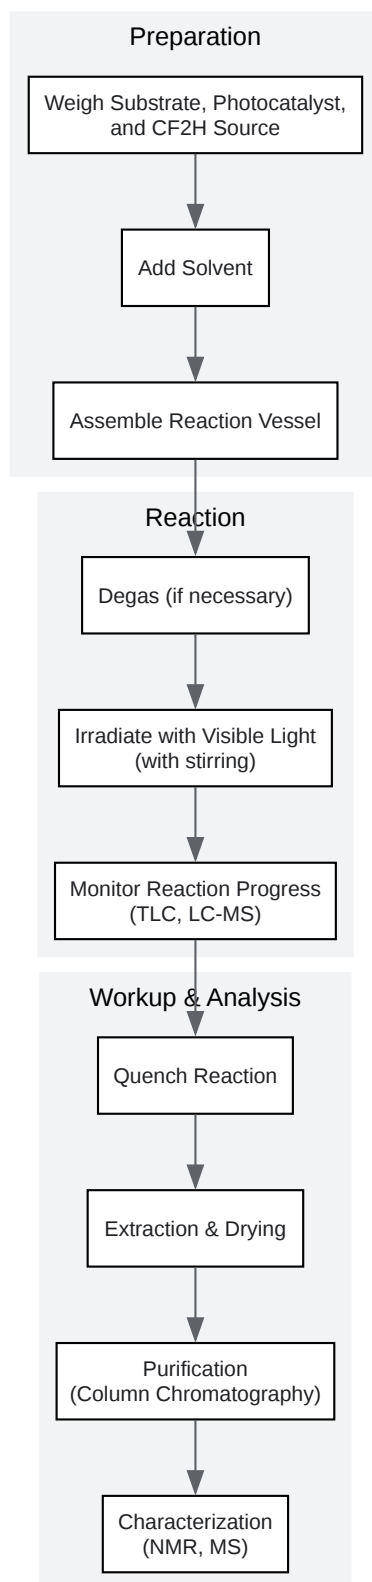 Preparation
Weigh Substrate, Photocatalyst,
and CF2H Source
Add Solvent
Assemble Reaction Vessel
Reaction
Degas (if necessary)
Irradiate with Visible Light
(with stirring)
Monitor Reaction Progress
(TLC, LC-MS)
Workup & Analysis
Quench Reaction
Extraction & Drying
Purification
(Column Chromatography)
Characterization
(NMR, MS)